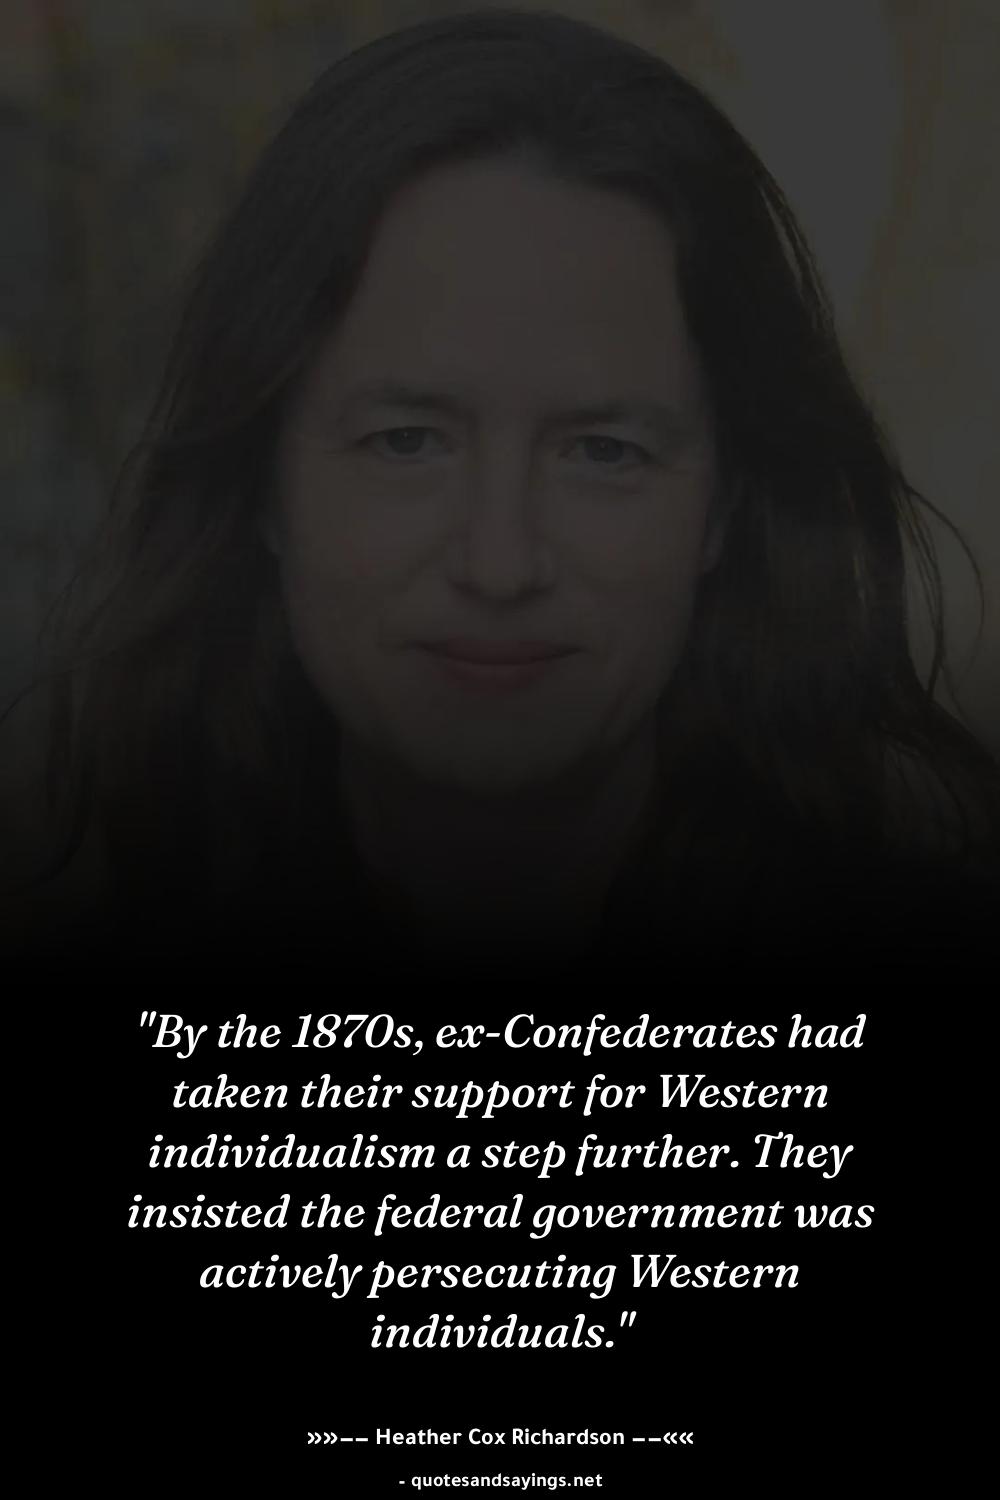 "By the 1870s, ex-Confederates had
taken their support for Western
individualism a step further. They
insisted the federal government was
actively persecuting Western
individuals."
»»–– Heather Cox Richardson ––««
- quotesandsayings.net